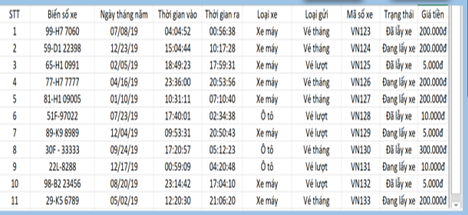 STT Biển số xe Ngày tháng năm Thời gian vào Thời gian ra Loại xe Loại gửi Mã số xe Trạng thái Giá tiền
1 99-H7 7060 07/08/19 04:04:52 00:56:38 Xe máy Vé tháng VN123 Đã lấy xe 200.000đ
2 59-D1 22398 12/23/19 15:04:44 10:17:28 Xe máy Vé tháng VN124 Đang lấy xe 200.000đ
3 65-H1 09991 02/05/19 18:49:23 17:59:31 Xe máy Vé lượt VN125 Đã lấy xe 5.000đ
4 77-H7 7777 04/16/19 23:36:00 20:53:56 Xe máy Vé tháng VN126 Đang lấy xe 200.000đ
5 81-H1 09005 01/10/19 10:31:11 07:10:40 Xe máy Vé tháng VN127 Đang lấy xe 200.000đ
6 51F-97022 07/23/19 17:40:01 02:34:38 Ô tô Vé lượt VN128 Đã lấy xe 10.000đ
7 89-K9 8989 12/04/19 09:53:31 20:50:43 Xe máy Vé lượt VN129 Đang lấy xe 5.000đ
8 30F - 33333 09/24/19 17:20:57 05:12:23 Ô tô Vé tháng VN130 Đã lấy xe 300.000đ
9 22L-8288 12/17/19 00:59:09 04:20:48 Ô tô Vé lượt VN131 Đang lấy xe 10.000đ
10 98-B2 23456 08/20/19 23:14:42 17:04:10 Xe máy Vé lượt VN132 Đã lấy xe 5.000đ
11 29-K5 6789 05/02/19 12:20:30 21:06:20 Xe máy Vé tháng VN133 Đang lấy xe 200.000đ